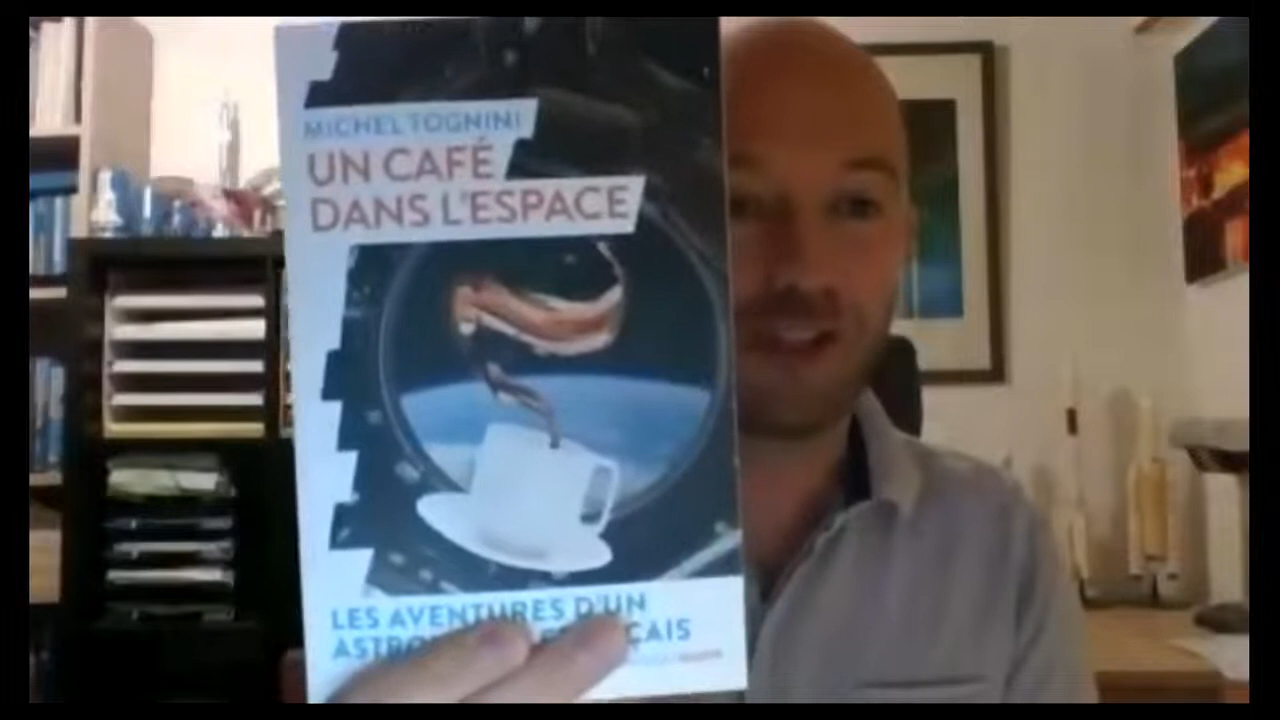 MICHEL TOGNINI
UN CAFÉ
DANS L'ESPACE
LES AVENTURES D'UN